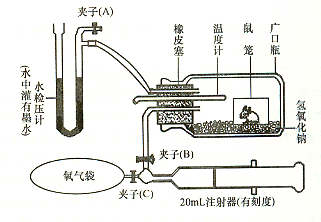 夹子(A)
橡皮塞
温度计
鼠笼
广口瓶
水检压计
(水中灌有墨水)
氢氧化钠
夹子(B)
氧气袋
夹子(C)
20mL注射器(有刻度)